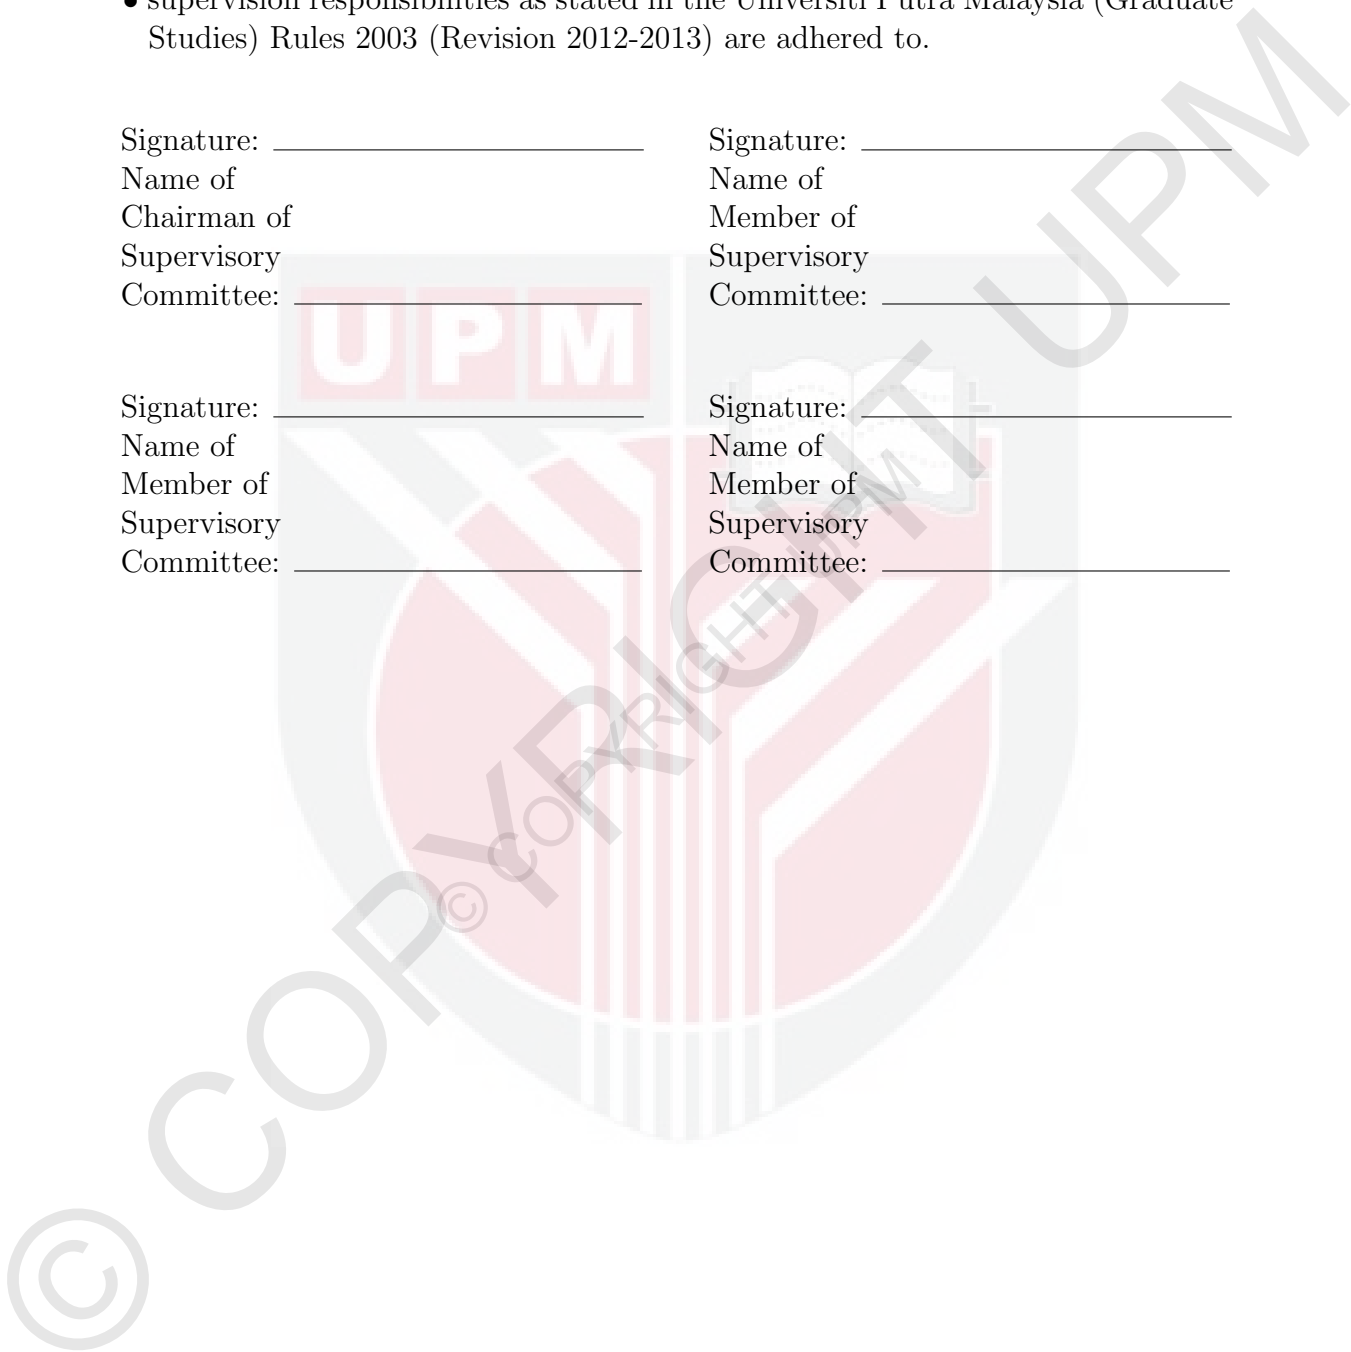 • supervision responsibilities as stated in the Universiti Putra Malaysia (Graduate
Studies) Rules 2003 (Revision 2012-2013) are adhered to.
Signature:
Name of
Chairman of
Supervisory
Committee:
Signature:
Name of
Member of
Supervisory
Committee:
Signature:
Name of
Member of
Supervisory
Committee:
Signature:
Name of
Member of
Supervisory
Committee:
UPM
© COPYRIGHT UPM
© COPYRIGHT UPM